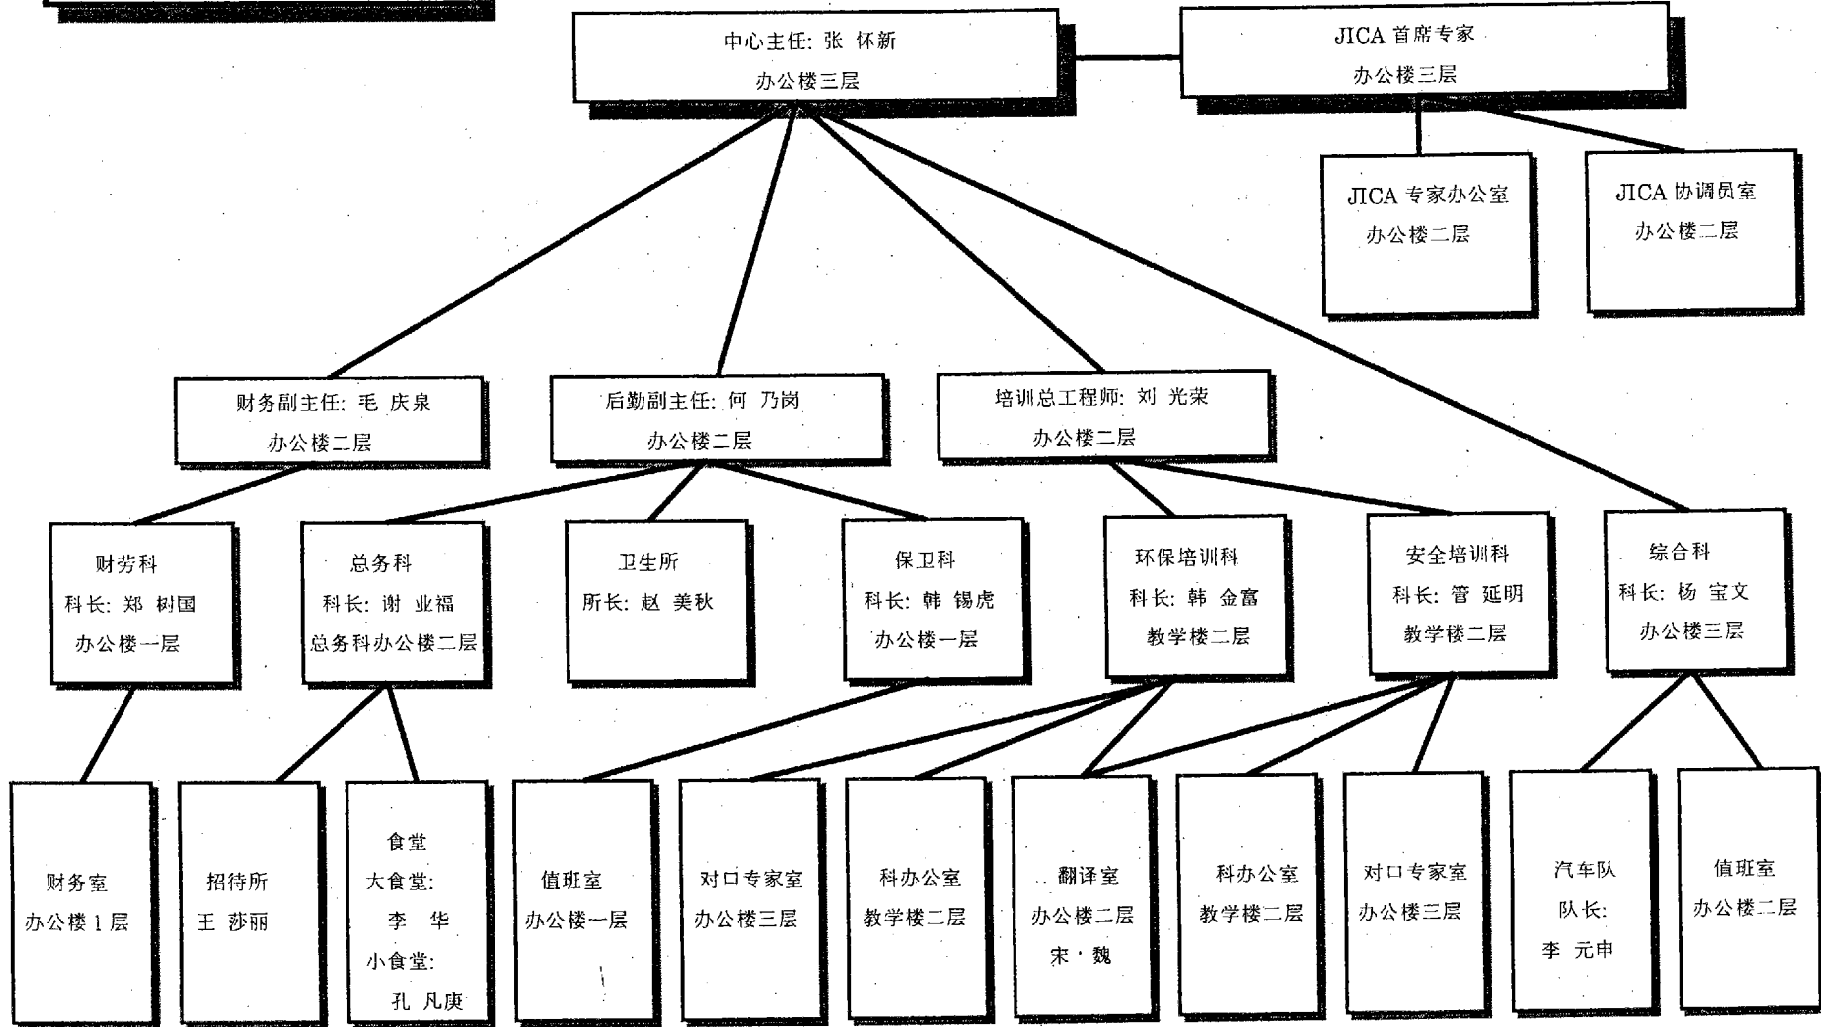 中心主任: 张 怀新
办公楼三层
JICA 首席专家
办公楼三层
JICA 专家办公室
办公楼二层
JICA 协调员室
办公楼二层
财务副主任: 毛 庆泉
办公楼二层
后勤副主任: 何 乃岗
办公楼二层
培训总工程师: 刘 光荣
办公楼二层
财劳科
科长: 郑 树国
办公楼一层
总务科
科长: 谢 业福
总务科办公楼二层
卫生所
所长: 赵 美秋
保卫科
科长: 韩 锡虎
办公楼一层
环保培训科
科长: 韩 金富
教学楼二层
安全培训科
科长: 管 延明
教学楼二层
综合科
科长: 杨 宝文
办公楼三层
财务室
办公楼1层
招待所
王 莎丽
食堂
大食堂:
李 华
小食堂:
孔 凡庚
值班室
办公楼一层
对口专家室
办公楼三层
科办公室
教学楼二层
翻译室
办公楼二层
宋·魏
科办公室
教学楼二层
对口专家室
办公楼三层
汽车队
队长:
李 元申
值班室
办公楼二层